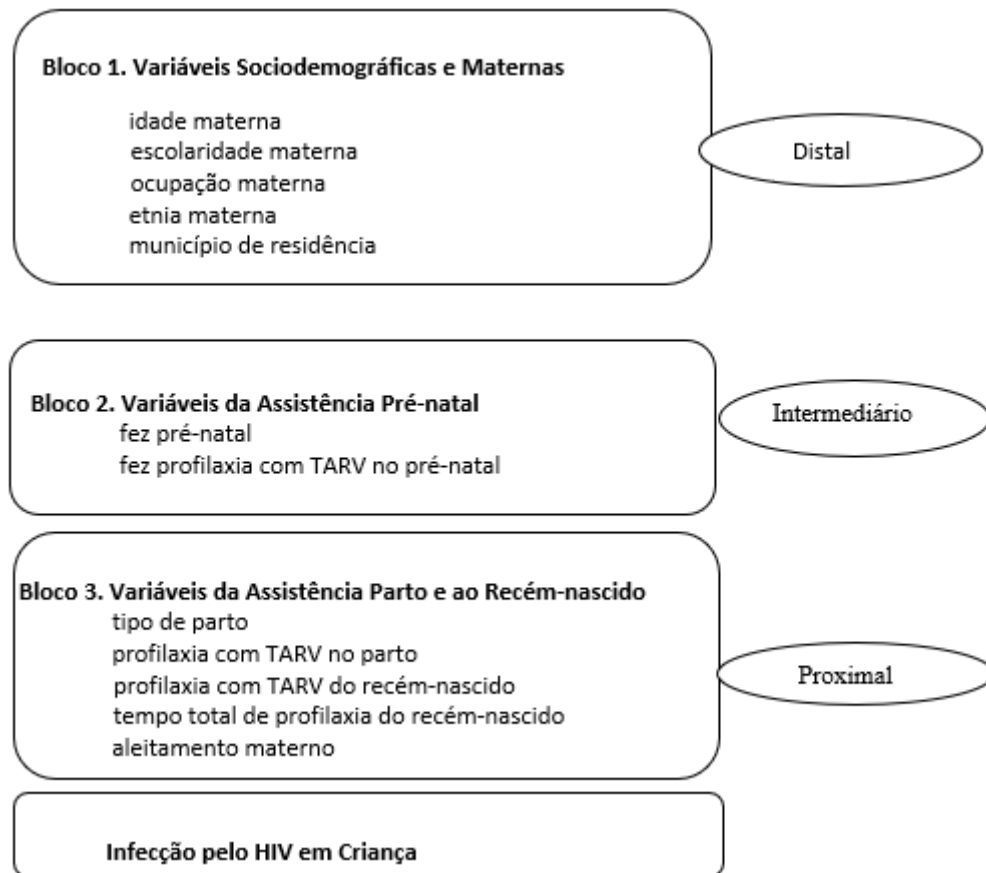 Bloco 1. Variáveis Sociodemográficas e Maternas
idade materna
escolaridade materna
ocupação materna
etnia materna
município de residência
Distal
Bloco 2. Variáveis da Assistência Pré-natal
fez pré-natal
fez profilaxia com TARV no pré-natal
Intermediário
Bloco 3. Variáveis da Assistência Parto e ao Recém-nascido
tipo de parto
profilaxia com TARV no parto
profilaxia com TARV do recém-nascido
tempo total de profilaxia do recém-nascido
aleitamento materno
Proximal
Infecção pelo HIV em Criança